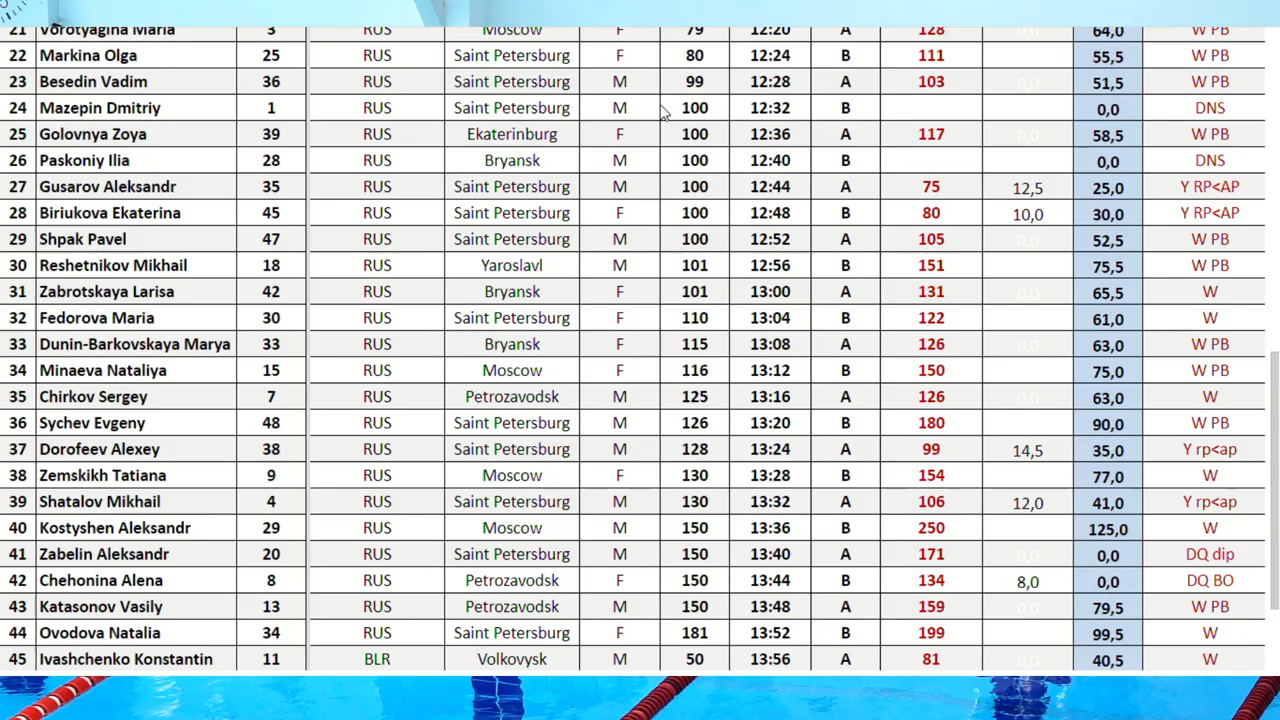 21 Vorotyagina Maria 3 RUS Moscow F 79 12:20 A 128 0,0 64,0 W PB
22 Markina Olga 25 RUS Saint Petersburg F 80 12:24 B 111 55,5 W PB
23 Besedin Vadim 36 RUS Saint Petersburg M 99 12:28 A 103 0,0 51,5 W PB
24 Mazepin Dmitriy 1 RUS Saint Petersburg M 100 12:32 B 0,0 DNS
25 Golovnya Zoya 39 RUS Ekaterinburg F 100 12:36 A 117 0,0 58,5 W PB
26 Paskoniy Ilia 28 RUS Bryansk M 100 12:40 B 0,0 DNS
27 Gusarov Aleksandr 35 RUS Saint Petersburg M 100 12:44 A 75 12,5 25,0 Y RP<AP
28 Biriukova Ekaterina 45 RUS Saint Petersburg F 100 12:48 B 80 10,0 30,0 Y RP<AP
29 Shpak Pavel 47 RUS Saint Petersburg M 100 12:52 A 105 0,0 52,5 W PB
30 Reshetnikov Mikhail 18 RUS Yaroslavl M 101 12:56 B 151 75,5 W PB
31 Zabrotskaya Larisa 42 RUS Bryansk F 101 13:00 A 131 0,0 65,5 W
32 Fedorova Maria 30 RUS Saint Petersburg F 110 13:04 B 122 61,0 W
33 Dunin-Barkovskaya Marya 33 RUS Bryansk F 115 13:08 A 126 0,0 63,0 W PB
34 Minaeva Nataliya 15 RUS Moscow F 116 13:12 B 150 75,0 W PB
35 Chirkov Sergey 7 RUS Petrozavodsk M 125 13:16 A 126 0,0 63,0 W
36 Sychev Evgeny 48 RUS Saint Petersburg M 126 13:20 B 180 90,0 W PB
37 Dorofeev Alexey 38 RUS Saint Petersburg M 128 13:24 A 99 14,5 35,0 Y rp<ap
38 Zemskikh Tatiana 9 RUS Moscow F 130 13:28 B 154 77,0 W
39 Shatalov Mikhail 4 RUS Saint Petersburg M 130 13:32 A 106 12,0 41,0 Y rp<ap
40 Kostyshen Aleksandr 29 RUS Moscow M 150 13:36 B 250 125,0 W
41 Zabelin Aleksandr 20 RUS Saint Petersburg M 150 13:40 A 171 0,0 0,0 DQ dip
42 Chehonina Alena 8 RUS Petrozavodsk F 150 13:44 B 134 8,0 0,0 DQ BO
43 Katasonov Vasily 13 RUS Petrozavodsk M 150 13:48 A 159 0,0 79,5 W PB
44 Ovodova Natalia 34 RUS Saint Petersburg F 181 13:52 B 199 99,5 W
45 Ivashchenko Konstantin 11 BLR Volkovysk M 50 13:56 A 81 0,0 40,5 W